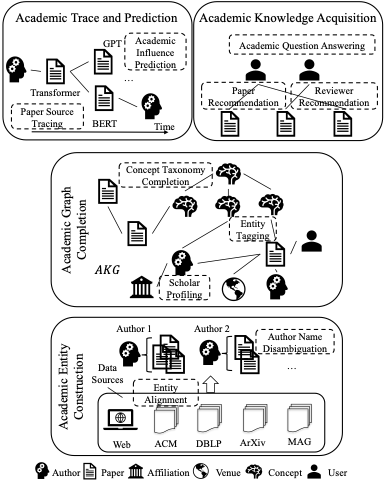 Academic Trace and Prediction
GPT
Academic
Influence
Prediction
...
Transformer
Paper Source
Tracing
BERT
Time
Academic Knowledge Acquisition
Academic Question Answering
Paper
Recommendation
Reviewer
Recommendation
Academic Graph
Completion
Concept Taxonomy
Completion
Entity
Tagging
AKG
Scholar
Profiling
Academic Entity
Construction
Author 1
Author 2
Author Name
Disambiguation
...
Data
Sources
Entity
Alignment
Web
ACM
DBLP
ArXiv
MAG
Author
Paper
Affiliation
Venue
Concept
User